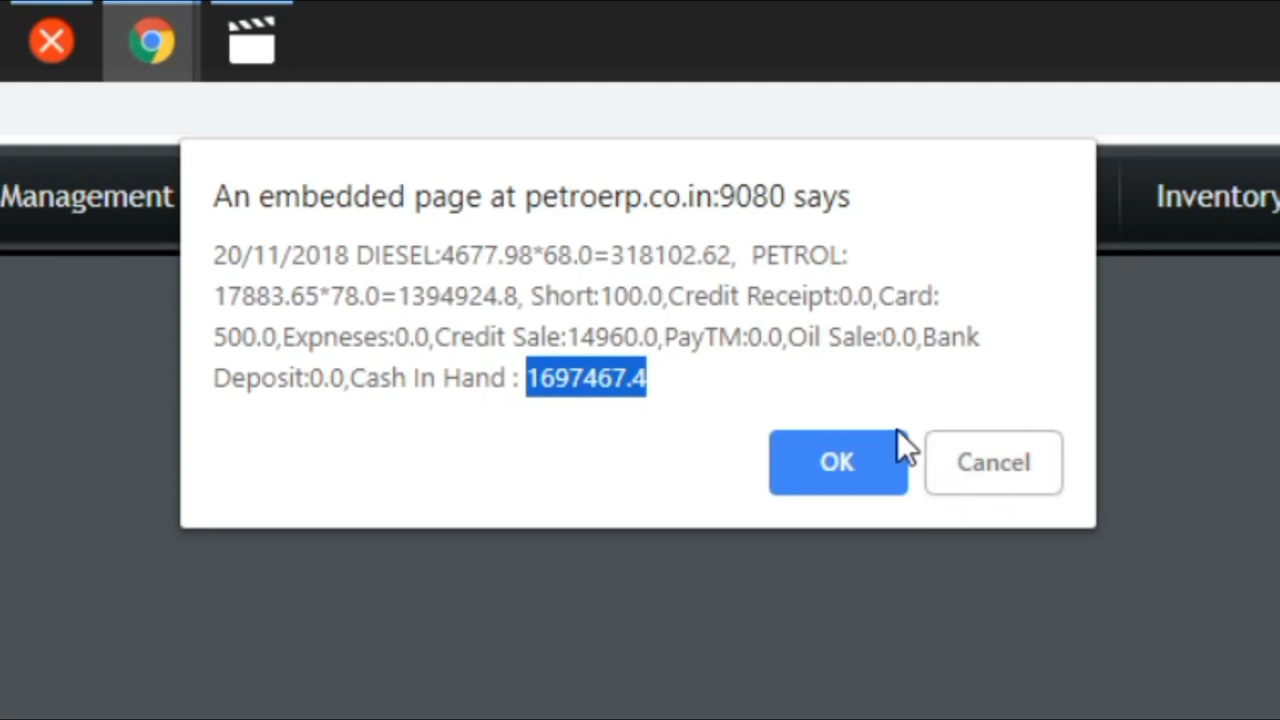 Management
Inventory
An embedded page at petroerp.co.in:9080 says
20/11/2018 DIESEL:4677.98*68.0=318102.62,  PETROL:
17883.65*78.0=1394924.8, Short:100.0,Credit Receipt:0.0,Card:
500.0,Expneses:0.0,Credit Sale:14960.0,PayTM:0.0,Oil Sale:0.0,Bank
Deposit:0.0,Cash In Hand : 1697467.4
OK
Cancel